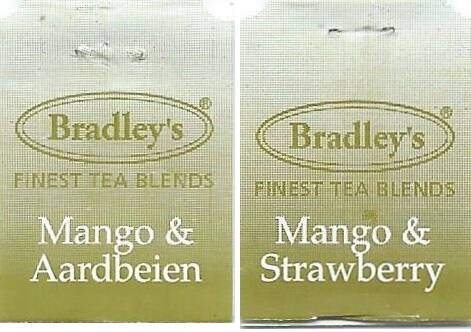 Bradley's®
FINEST TEA BLENDS
Mango &
Aardbeien
Bradley's®
FINEST TEA BLENDS
Mango &
Strawberry